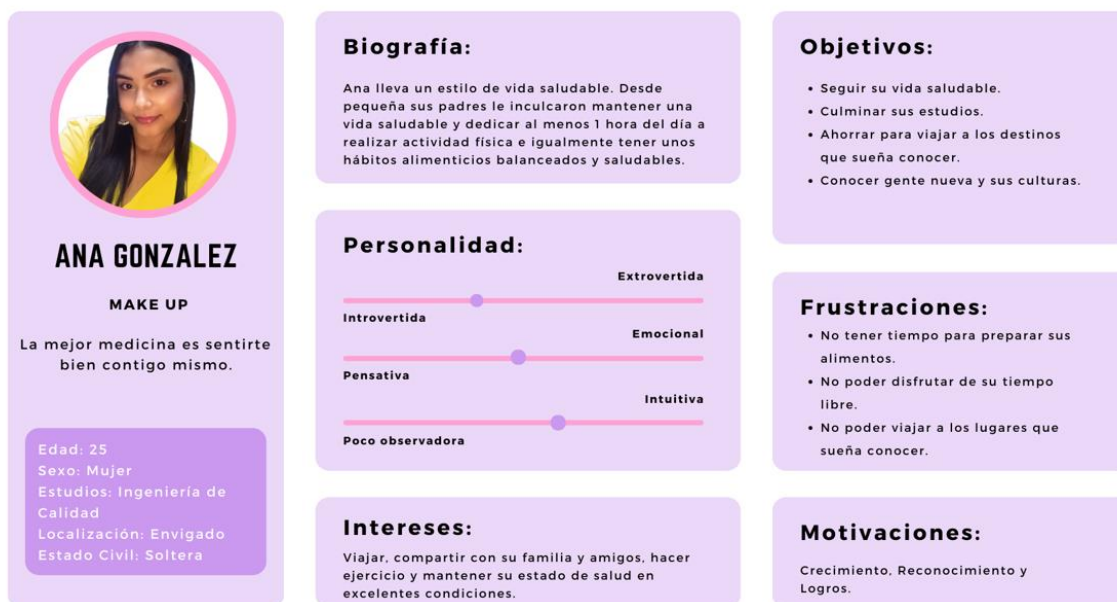 ANA GONZALEZ
MAKE UP
La mejor medicina es sentirte
bien contigo mismo.
Edad: 25
Sexo: Mujer
Estudios: Ingeniería de
Calidad
Localización: Envigado
Estado Civil: Soltera
Biografía:
Ana lleva un estilo de vida saludable. Desde
pequeña sus padres le inculcaron mantener una
vida saludable y dedicar al menos 1 hora del día a
realizar actividad física e igualmente tener unos
hábitos alimenticios balanceados y saludables.
Personalidad:
Extrovertida
Introvertida
Emocional
Pensativa
Intuitiva
Poco observadora
Intereses:
Viajar, compartir con su familia y amigos, hacer
ejercicio y mantener su estado de salud en
excelentes condiciones.
Objetivos:
• Seguir su vida saludable.
• Culminar sus estudios.
• Ahorrar para viajar a los destinos
que sueña conocer.
• Conocer gente nueva y sus culturas.
Frustraciones:
• No tener tiempo para preparar sus
alimentos.
• No poder disfrutar de su tiempo
libre.
• No poder viajar a los lugares que
sueña conocer.
Motivaciones:
Crecimiento, Reconocimiento y
Logros.